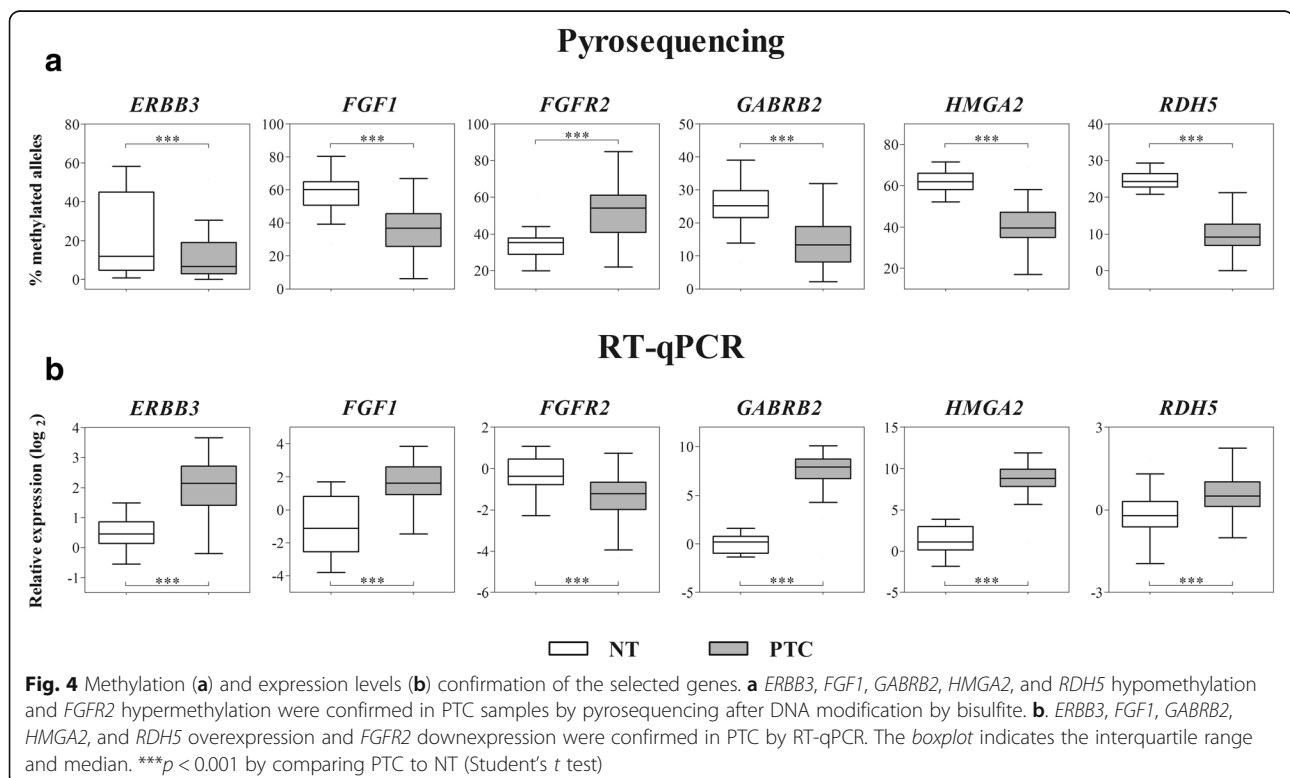 Pyrosequencing
a
ERBB3 FGF1 FGFR2 GABRB2 HMGA2 RDH5
% methylated alleles
80 60 40 20 0
***
100 80 60 40 20 0
***
100 80 60 40 20
***
50 40 30 20 10 0
***
80 60 40 20
***
40 30 20 10 0
***
RT-qPCR
b
ERBB3 FGF1 FGFR2 GABRB2 HMGA2 RDH5
Relative expression (log 2)
4 3 2 1 0 -1
***
6 4 2 0 -2 -4
***
2 0 -2 -4 -6
***
10 5 0 -5
***
15 10 5 0 -5
***
3 0 -3
***
NT PTC
Fig. 4 Methylation (a) and expression levels (b) confirmation of the selected genes. a ERBB3, FGF1, GABRB2, HMGA2, and RDH5 hypomethylation
and FGFR2 hypermethylation were confirmed in PTC samples by pyrosequencing after DNA modification by bisulfite. b. ERBB3, FGF1, GABRB2,
HMGA2, and RDH5 overexpression and FGFR2 downexpression were confirmed in PTC by RT-qPCR. The boxplot indicates the interquartile range
and median. ***p < 0.001 by comparing PTC to NT (Student's t test)